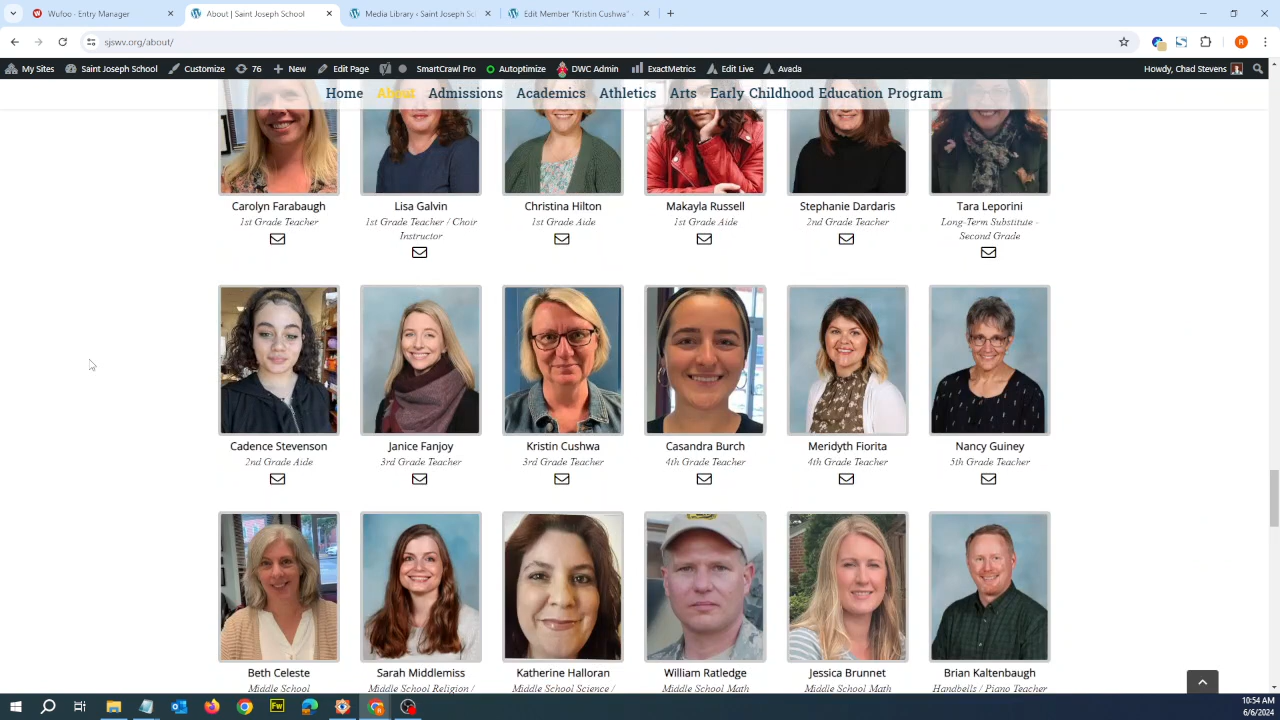 Wufoo - Entry Manager
About | Saint Joseph School
Media Library ‹ Saint Joseph Sc
Edit Member "Kristin Cushwa" ‹
sjswv.org/about/
My Sites
Saint Joseph School
Customize
76
New
Edit Page
SmartCrawl Pro
Autoptimize
DWC Admin
ExactMetrics
Edit Live
Avada
Howdy, Chad Stevens
Home
About
Admissions
Academics
Athletics
Arts
Early Childhood Education Program
Carolyn Farabaugh
1st Grade Teacher
Lisa Galvin
1st Grade Teacher / Choir
Instructor
Christina Hilton
1st Grade Aide
Makayla Russell
1st Grade Aide
Stephanie Dardaris
2nd Grade Teacher
Tara Leporini
Long-Term Substitute -
Second Grade
Cadence Stevenson
2nd Grade Aide
Janice Fanjoy
3rd Grade Teacher
Kristin Cushwa
3rd Grade Teacher
Casandra Burch
4th Grade Teacher
Meridyth Fiorita
4th Grade Teacher
Nancy Guiney
5th Grade Teacher
Beth Celeste
Middle School
Sarah Middlemiss
Middle School Religion /
Katherine Halloran
Middle School Science /
William Ratledge
Middle School Math
Jessica Brunnet
Middle School Math
Brian Kaltenbaugh
Handbells / Piano Teacher
Fw
10:54 AM
6/6/2024